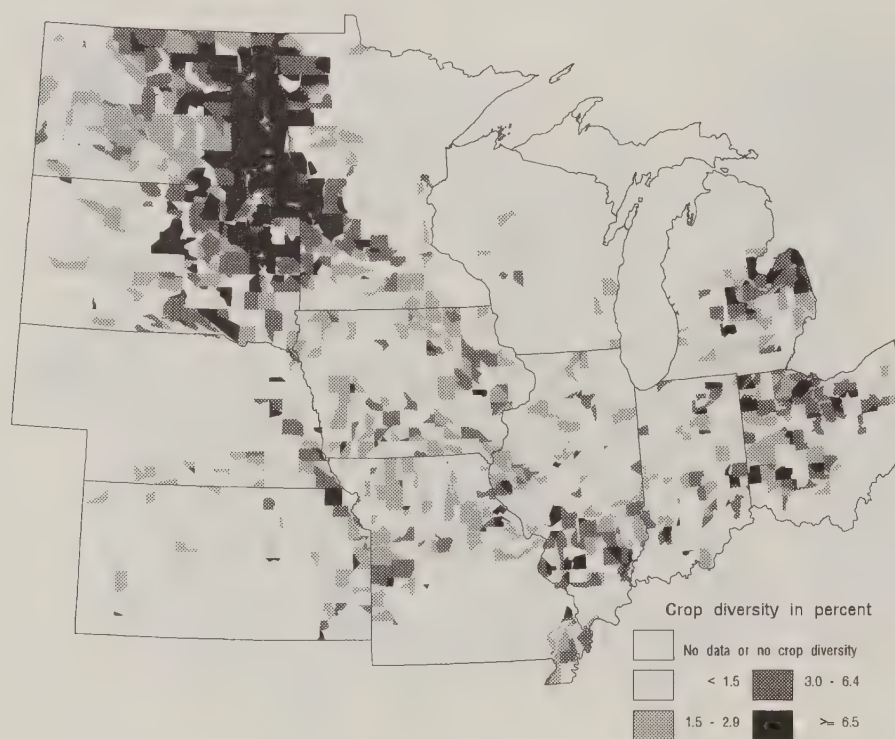 Crop diversity in percent
No data or no crop diversity
< 1.5
3.0 - 6.4
1.5 - 2.9
>= 6.5